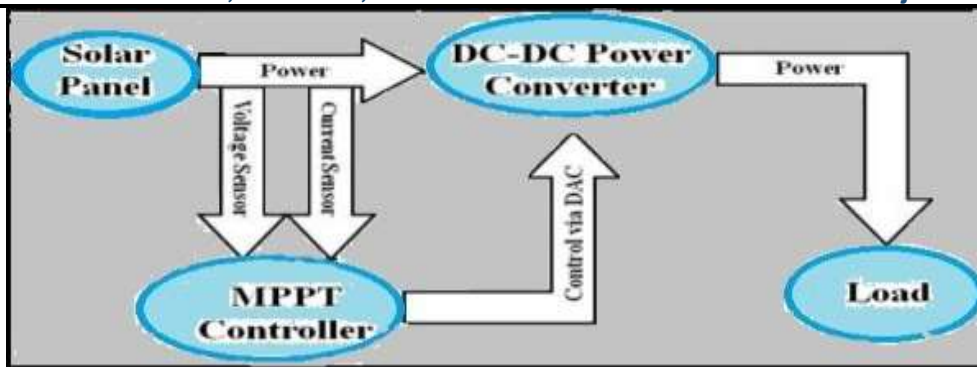 Solar
Panel
Power
DC-DC Power
Converter
Power
Voltage Sensor
Current Sensor
Control via DAC
MPPT
Controller
Load